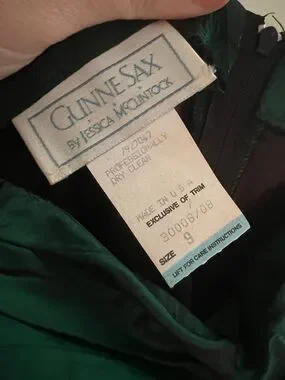 GUNNE SAX
BY JESSICA MCCLINTOCK
PROFESSIONALLY
DRY CLEAN
MADE IN U S A
EXCLUSIVE OF TRIM
30008/08
SIZE 9
LIFT FOR CARE INSTRUCTIONS